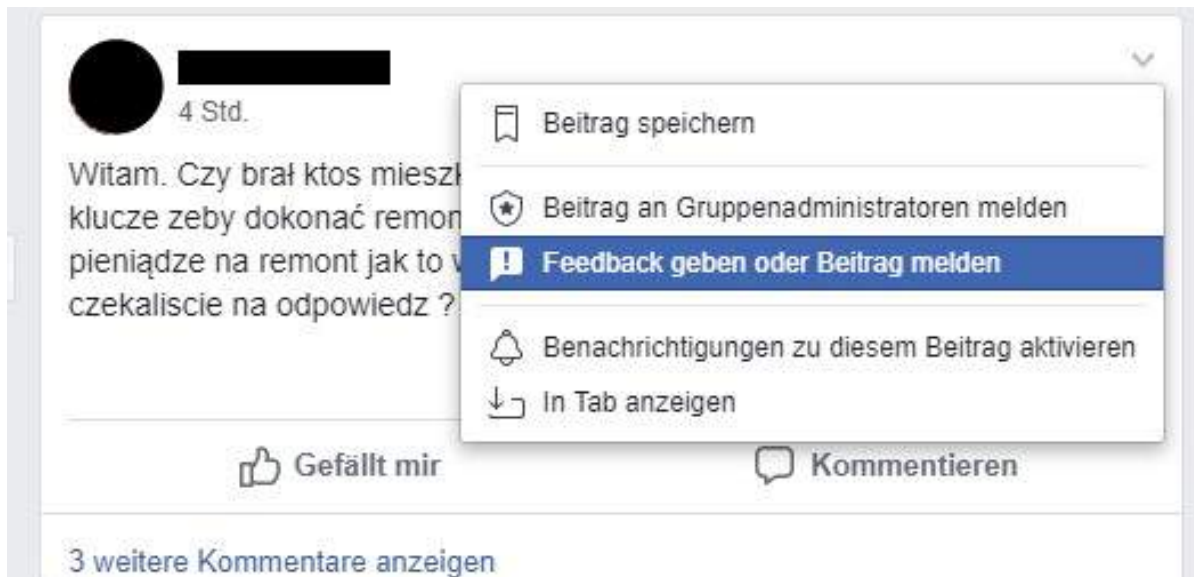 4 Std.
Witam. Czy brał ktos
klucze zeby dokonać
pieniądze na remont jak to
czekaliscie na odpowiedz ?
Beitrag speichern
Beitrag an Gruppenadministratoren melden
Feedback geben oder Beitrag melden
Benachrichtigungen zu diesem Beitrag aktivieren
In Tab anzeigen
Gefällt mir
Kommentieren
3 weitere Kommentare anzeigen